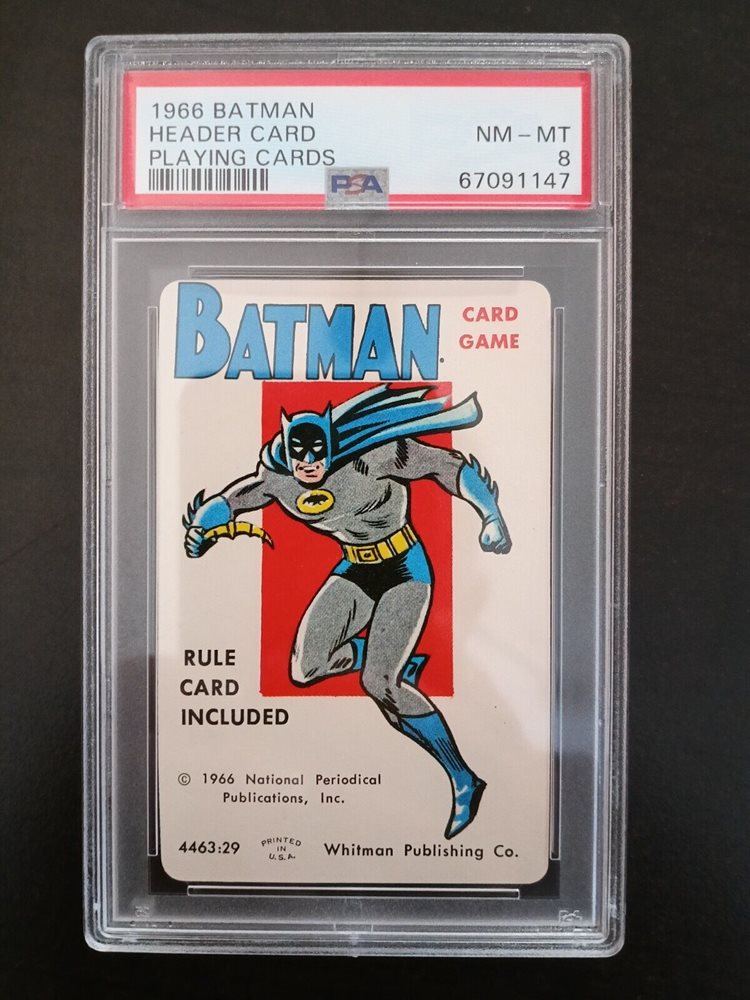 1966 BATMAN
HEADER CARD
PLAYING CARDS
NM - MT
8
67091147
PSA
BATMAN
CARD
GAME
RULE
CARD
INCLUDED
© 1966 National Periodical
Publications, Inc.
4463:29
PRINTED
IN
U.S.A.
Whitman Publishing Co.